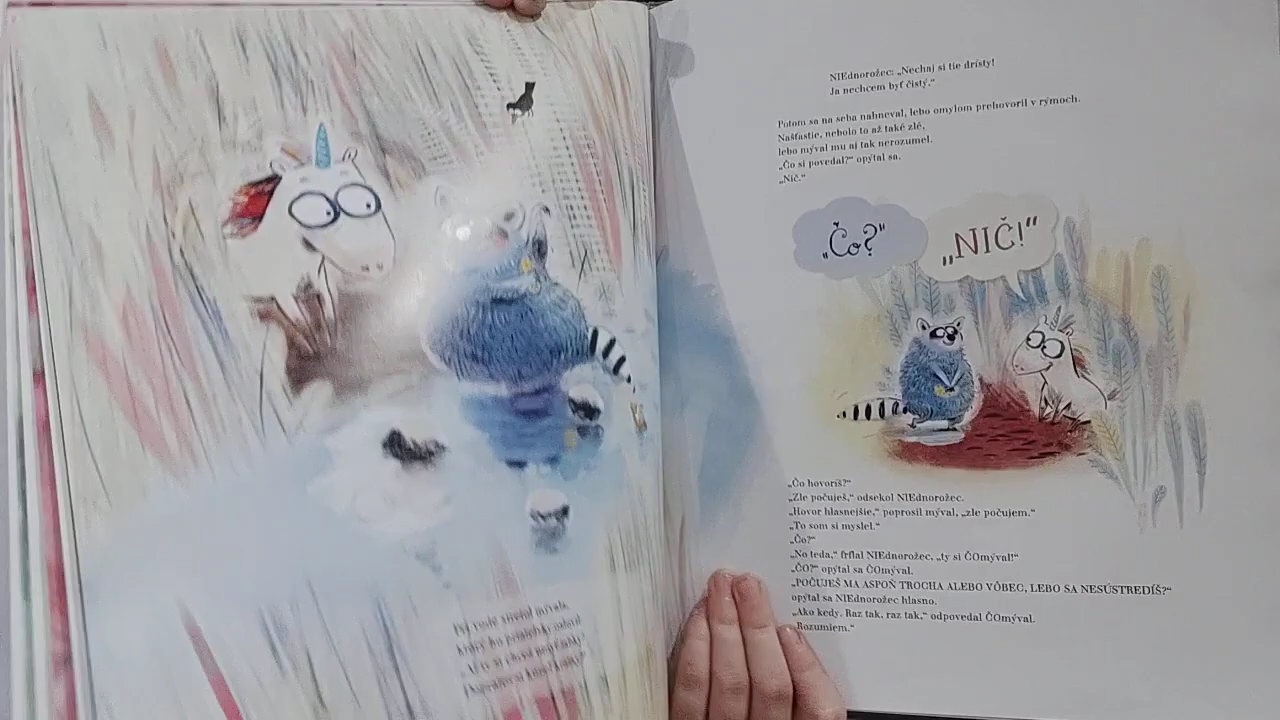 Pri vode stretol mývala,
NIEdnorožec: „Nechaj si tie drísty!
Ja nechcem byť čistý.“
Potom sa na seba nahneval, lebo omylom prehovoril v rýmoch.
Našťastie, nebolo to až také zlé,
lebo mýval mu aj tak nerozumel.
„Čo si povedal?“ opýtal sa.
„Nič.“
„Čo?“
„NIČ!“
„Čo hovoríš?“
„Zle počuješ,“ odsekol NIEdnorožec.
„Hovor hlasnejšie,“ poprosil mýval, „zle počujem.“
„To som si myslel.“
„Čo?“
„No teda,“ frflal NIEdnorožec, „ty si ČOmýval!“
„ČO?“ opýtal sa ČOmýval.
„POČUJEŠ MA ASPOŇ TROCHA ALEBO VÔBEC, LEBO SA NESÚSTREDÍŠ?“
opýtal sa NIEdnorožec hlasno.
„Ako kedy. Raz tak, raz tak,“ odpovedal ČOmýval.
„Rozumiem.“